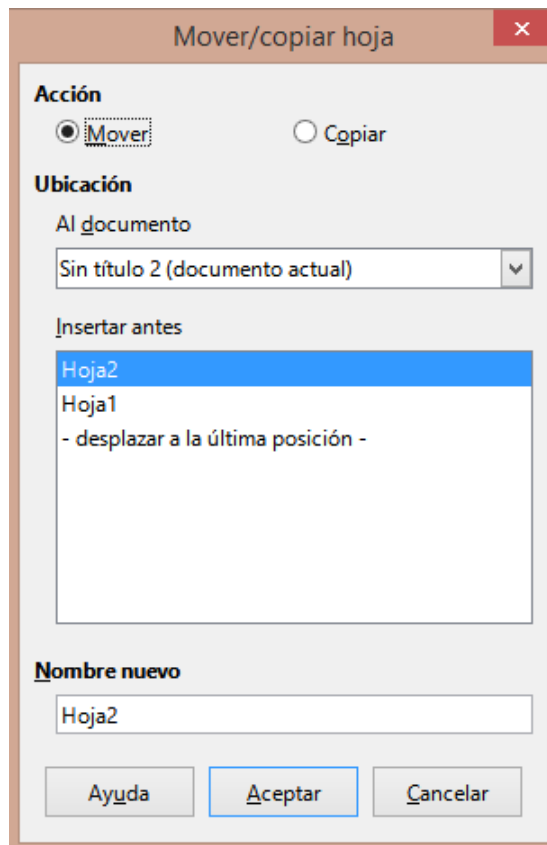 Mover/copiar hoja
Acción
Mover Copiar
Ubicación
Al documento
Sin título 2 (documento actual)
Insertar antes
Hoja2
Hoja1
- desplazar a la última posición -
Nombre nuevo
Hoja2
Ayuda Aceptar Cancelar